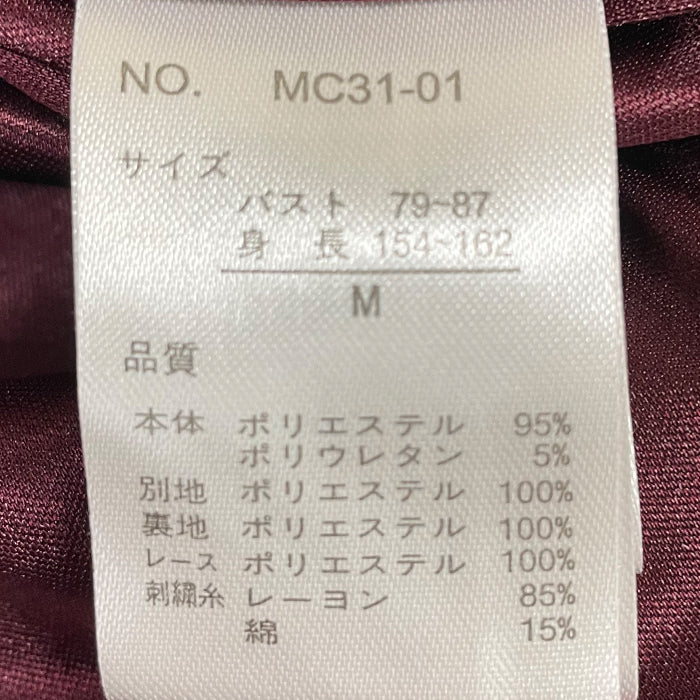 NO. MC31-01
サイズ
バスト 79~87
身長 154~162
M
品質
本体 ポリエステル 95%
ポリウレタン 5%
別地 ポリエステル 100%
裏地 ポリエステル 100%
レース ポリエステル 100%
刺繍糸 レーヨン 85%
綿 15%